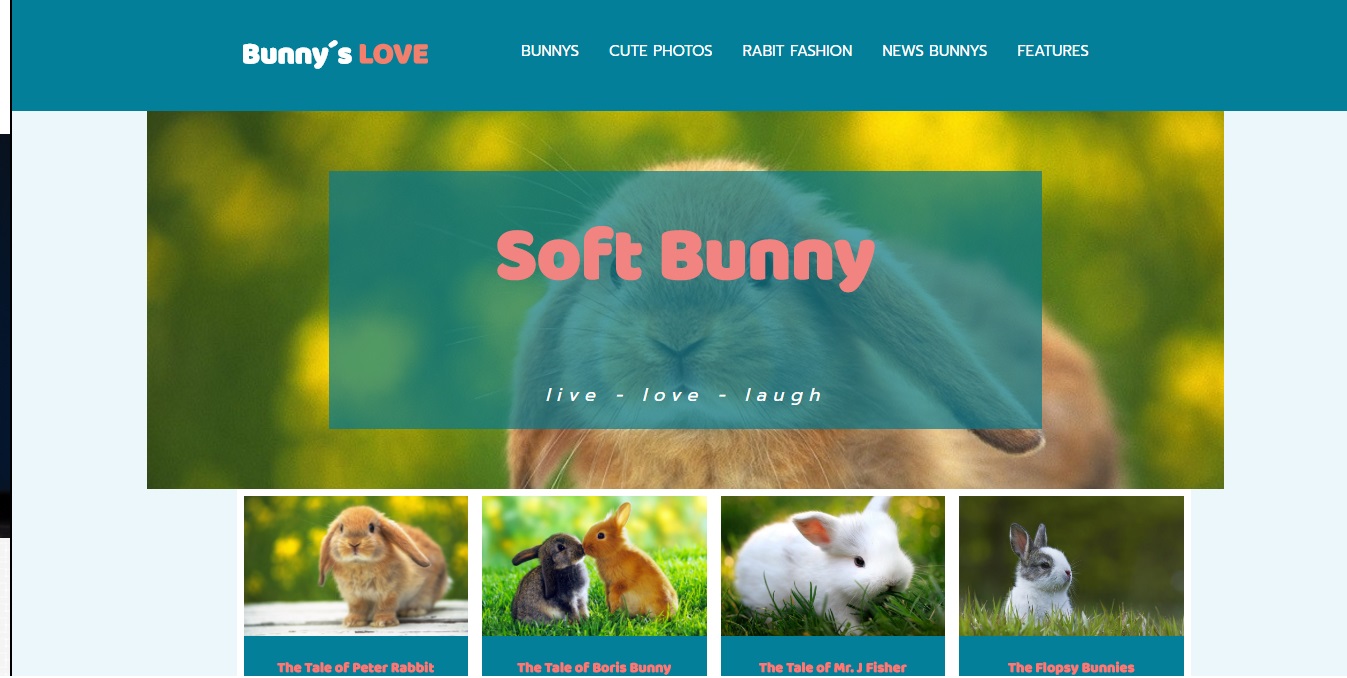 Bunny´s LOVE
BUNNYS CUTE PHOTOS RABIT FASHION NEWS BUNNYS FEATURES
Soft Bunny
live - love - laugh
The Tale of Peter Rabbit
The Tale of Boris Bunny
The Tale of Mr. J Fisher
The Flopsy Bunnies